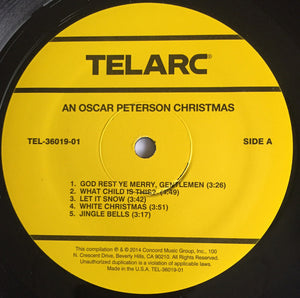 TELARC®
AN OSCAR PETERSON CHRISTMAS
TEL-36019-01
SIDE A
1. GOD REST YE MERRY, GENTLEMEN (3:26)
2. WHAT CHILD IS THIS? (4:49)
3. LET IT SNOW (3:42)
4. WHITE CHRISTMAS (3:51)
5. JINGLE BELLS (3:17)
This compilation ℗ & © 2014 Concord Music Group, Inc., 100
N. Crescent Drive, Beverly Hills, CA 90210. All Rights Reserved.
Unauthorized duplication is a violation of applicable laws.
Made in the U.S.A. TEL-36019-01